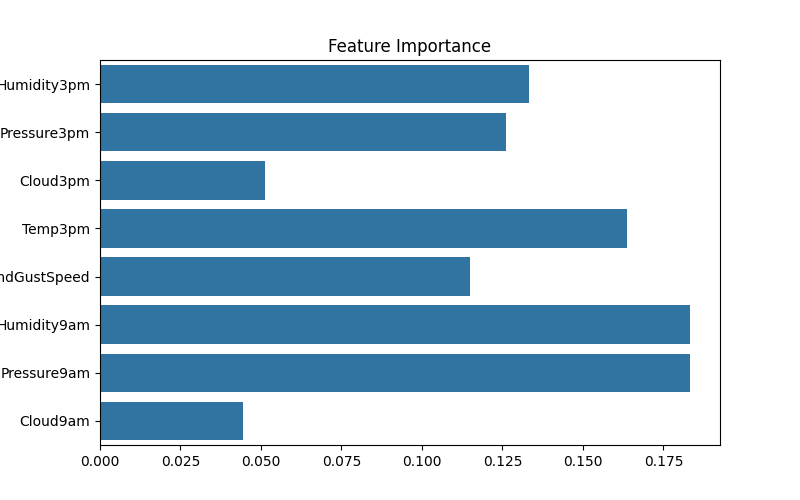 Feature Importance
Humidity3pm
Pressure3pm
Cloud3pm
Temp3pm
ndGustSpeed
Humidity9am
Pressure9am
Cloud9am
0.000 0.025 0.050 0.075 0.100 0.125 0.150 0.175